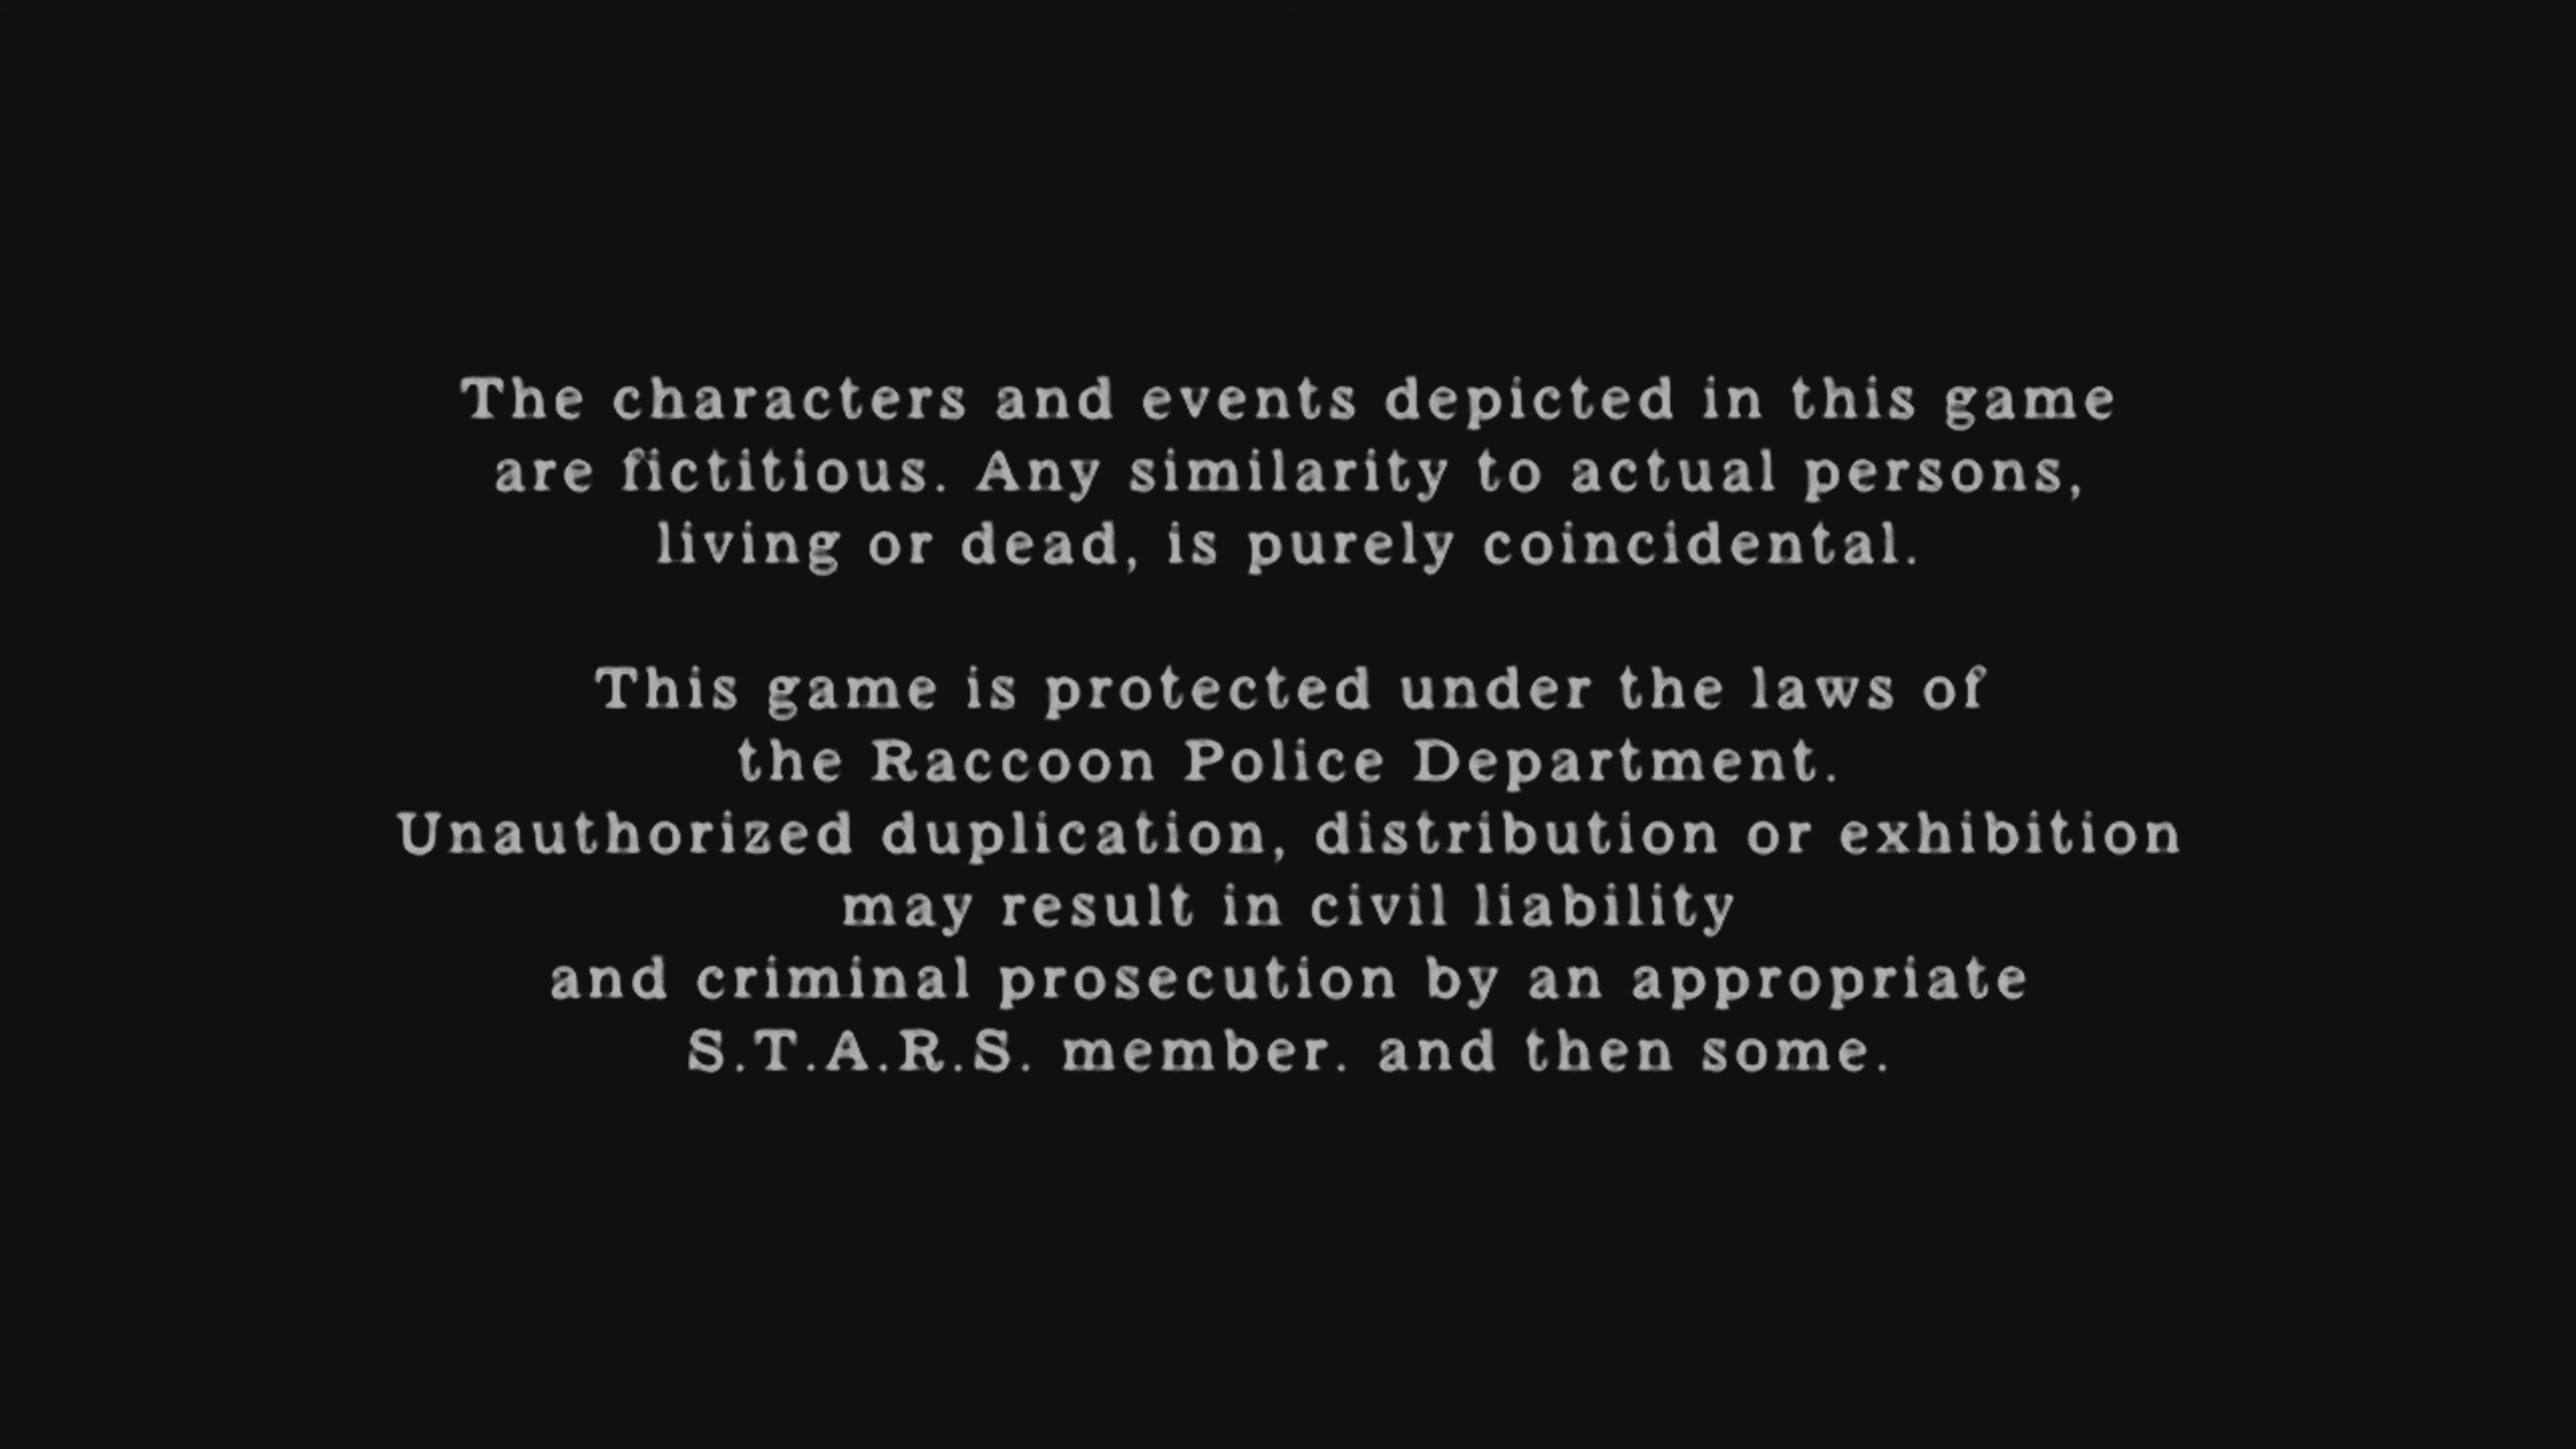 The characters and events depicted in this game
are fictitious. Any similarity to actual persons,
living or dead, is purely coincidental.
This game is protected under the laws of
the Raccoon Police Department.
Unauthorized duplication, distribution or exhibition
may result in civil liability
and criminal prosecution by an appropriate
S.T.A.R.S. member. and then some.